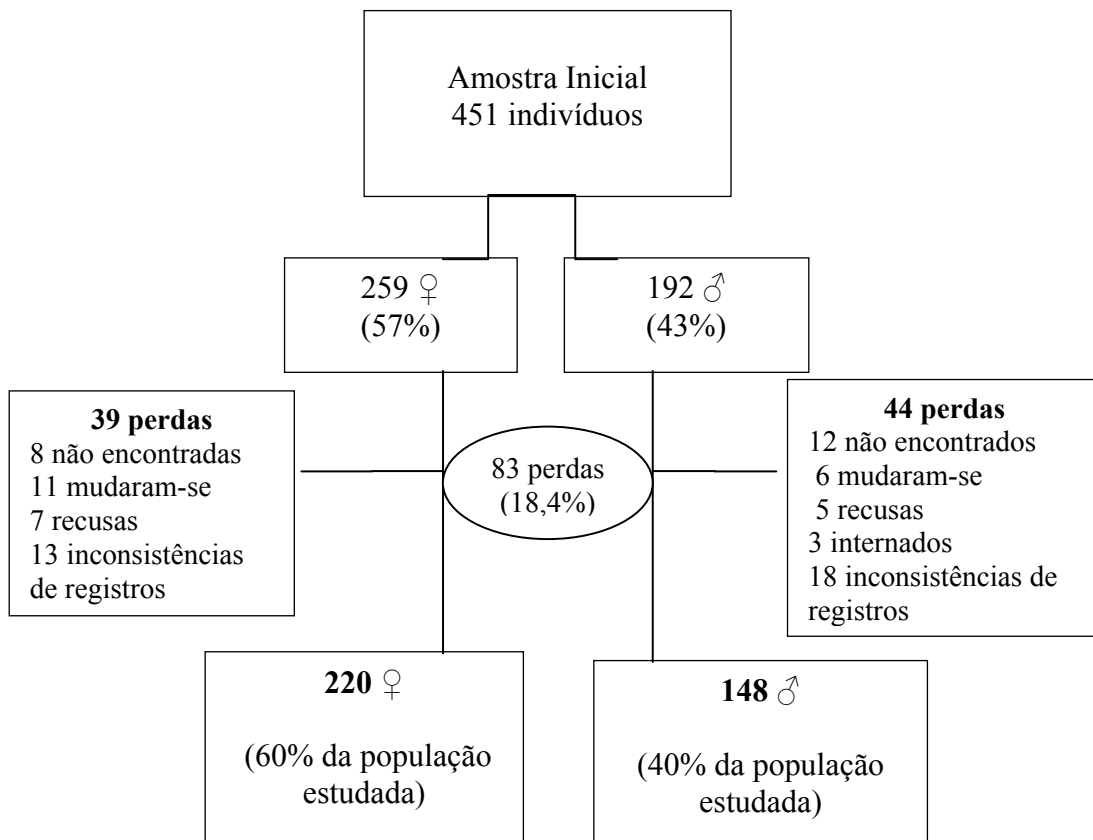 Amostra Inicial
451 indivíduos
259 ♀
(57%)
192 ♂
(43%)
39 perdas
8 não encontradas
11 mudaram-se
7 recusas
13 inconsistências
de registros
83 perdas
(18,4%)
44 perdas
12 não encontrados
6 mudaram-se
5 recusas
3 internados
18 inconsistências de
registros
220 ♀
(60% da população
estudada)
148 ♂
(40% da população
estudada)